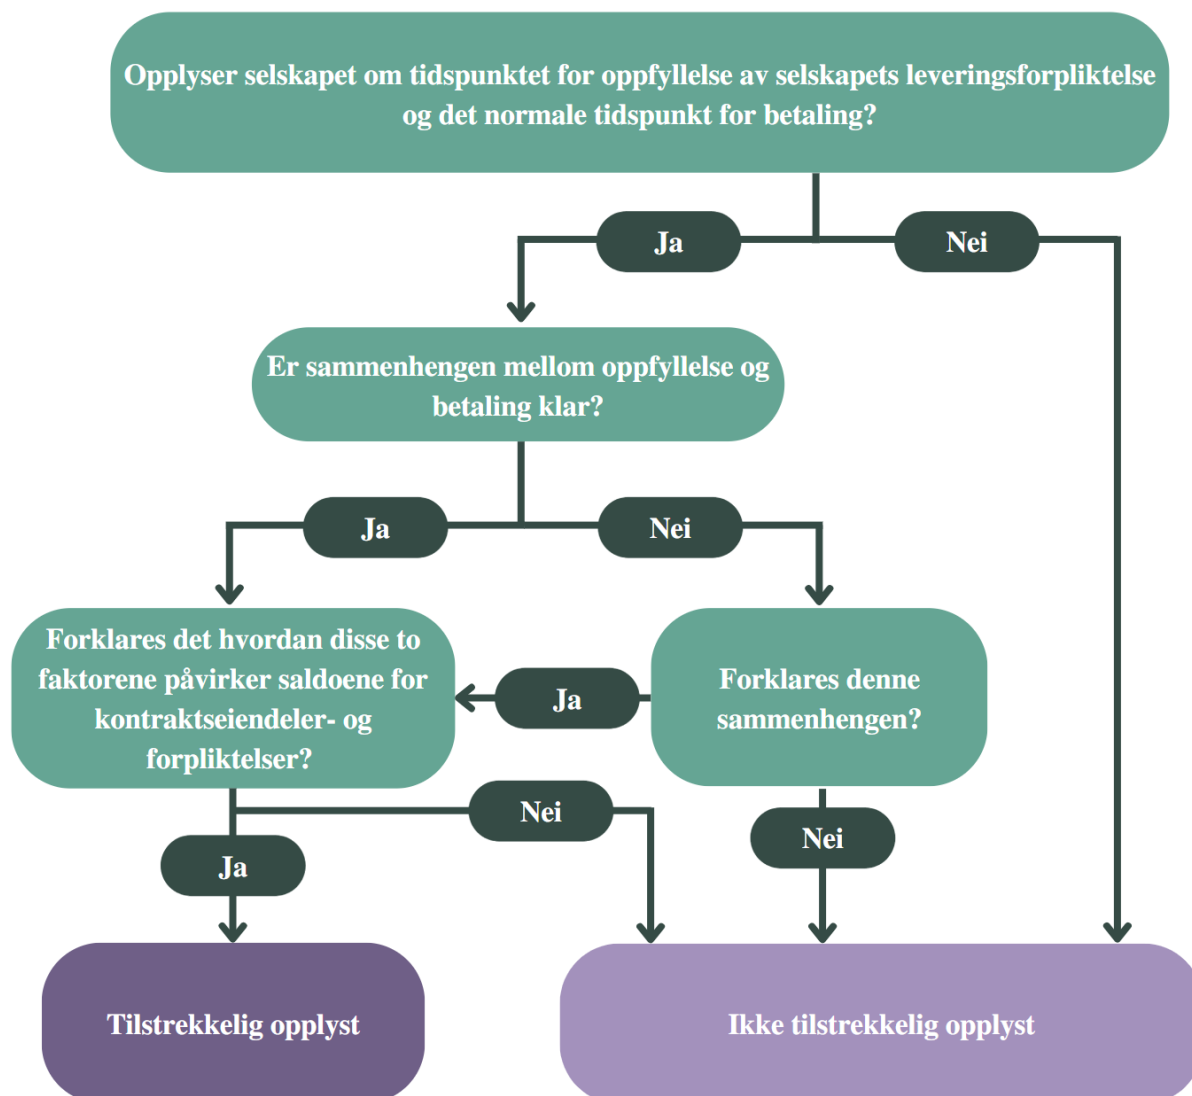 Opplyser selskapet om tidspunktet for oppfyllelse av selskapets leveringsforpliktelse
og det normale tidspunkt for betaling?
Ja
Nei
Er sammenhengen mellom oppfyllelse og
betaling klar?
Ja
Nei
Forklares det hvordan disse to
faktorene påvirker saldoene for
kontraktseiendeler- og
forpliktelser?
Ja
Forklares denne
sammenhengen?
Nei
Nei
Ja
Tilstrekkelig opplyst
Ikke tilstrekkelig opplyst